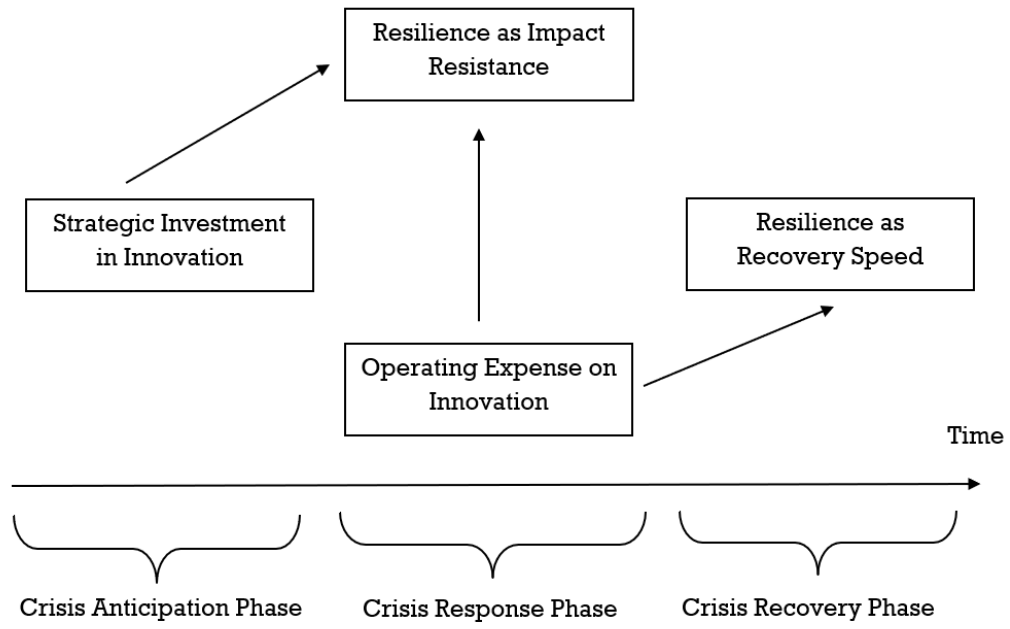 Resilience as Impact
Resistance
Strategic Investment
in Innovation
Resilience as
Recovery Speed
Operating Expense on
Innovation
Time
Crisis Anticipation Phase
Crisis Response Phase
Crisis Recovery Phase